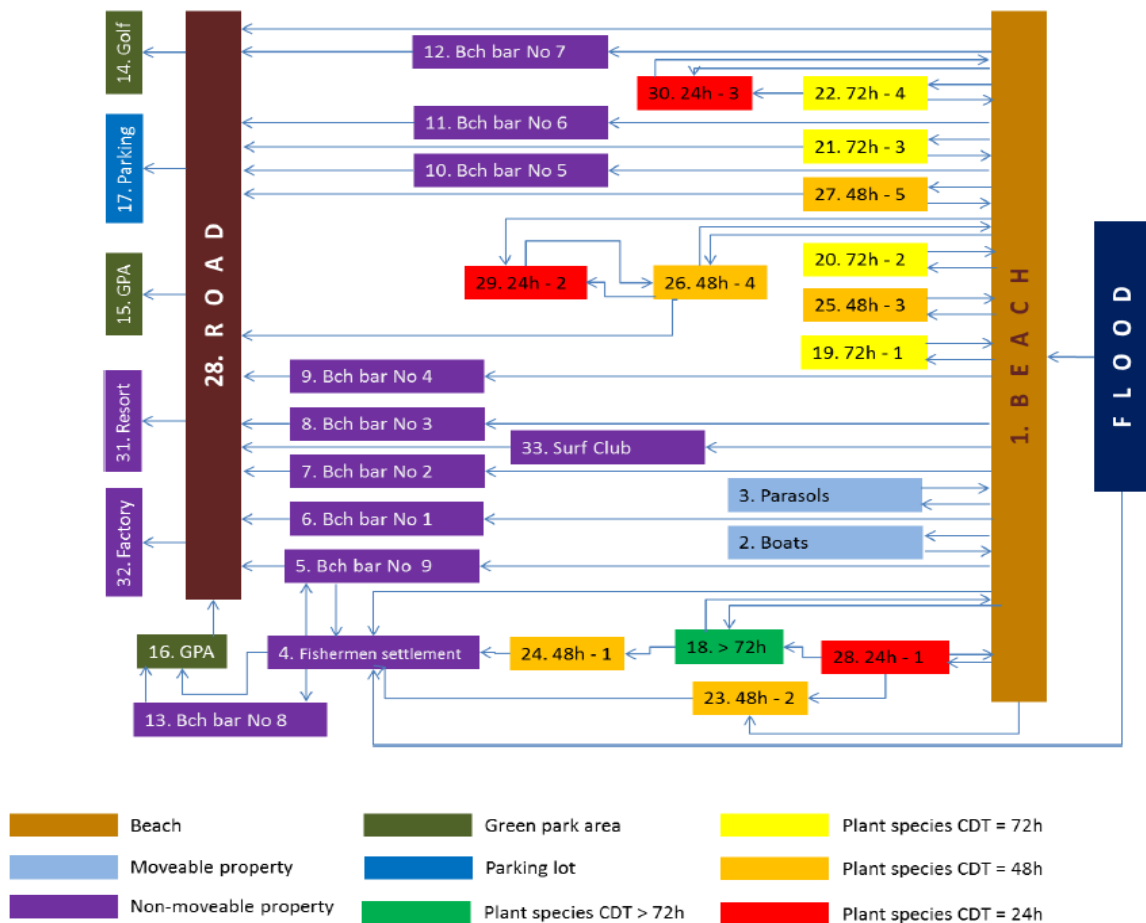 14. Golf
12. Bch bar No 7
30. 24h - 3
22. 72h - 4
17. Parking
11. Bch bar No 6
21. 72h - 3
10. Bch bar No 5
27. 48h - 5
28. R O A D
1. B E A C H
F L O O D
15. GPA
29. 24h - 2
26. 48h - 4
20. 72h - 2
25. 48h - 3
19. 72h - 1
31. Resort
9. Bch bar No 4
8. Bch bar No 3
33. Surf Club
7. Bch bar No 2
3. Parasols
32. Factory
6. Bch bar No 1
2. Boats
5. Bch bar No 9
16. GPA
4. Fishermen settlement
24. 48h - 1
18. > 72h
28. 24h - 1
13. Bch bar No 8
23. 48h - 2
Beach
Green park area
Plant species CDT = 72h
Moveable property
Parking lot
Plant species CDT = 48h
Non-moveable property
Plant species CDT > 72h
Plant species CDT = 24h